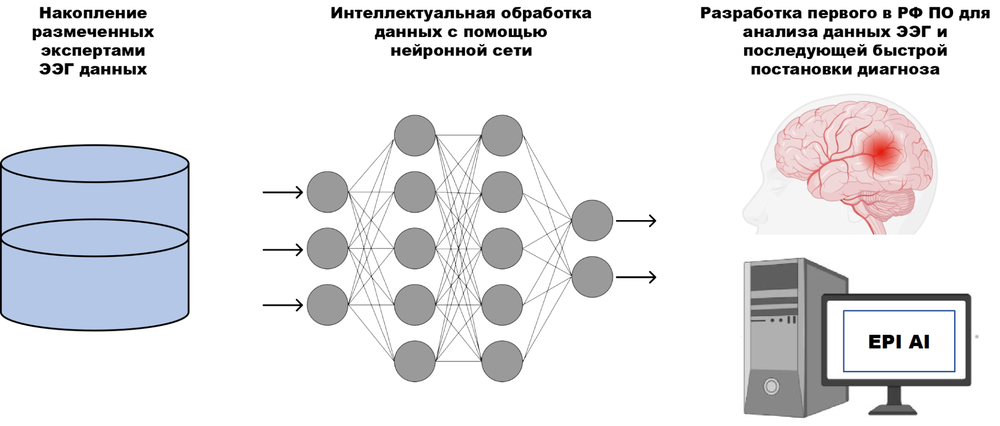 Накопление
размеченных
экспертами
ЭЭГ данных
Интеллектуальная обработка
данных с помощью
нейронной сети
Разработка первого в РФ ПО для
анализа данных ЭЭГ и
последующей быстрой
постановки диагноза
EPI AI